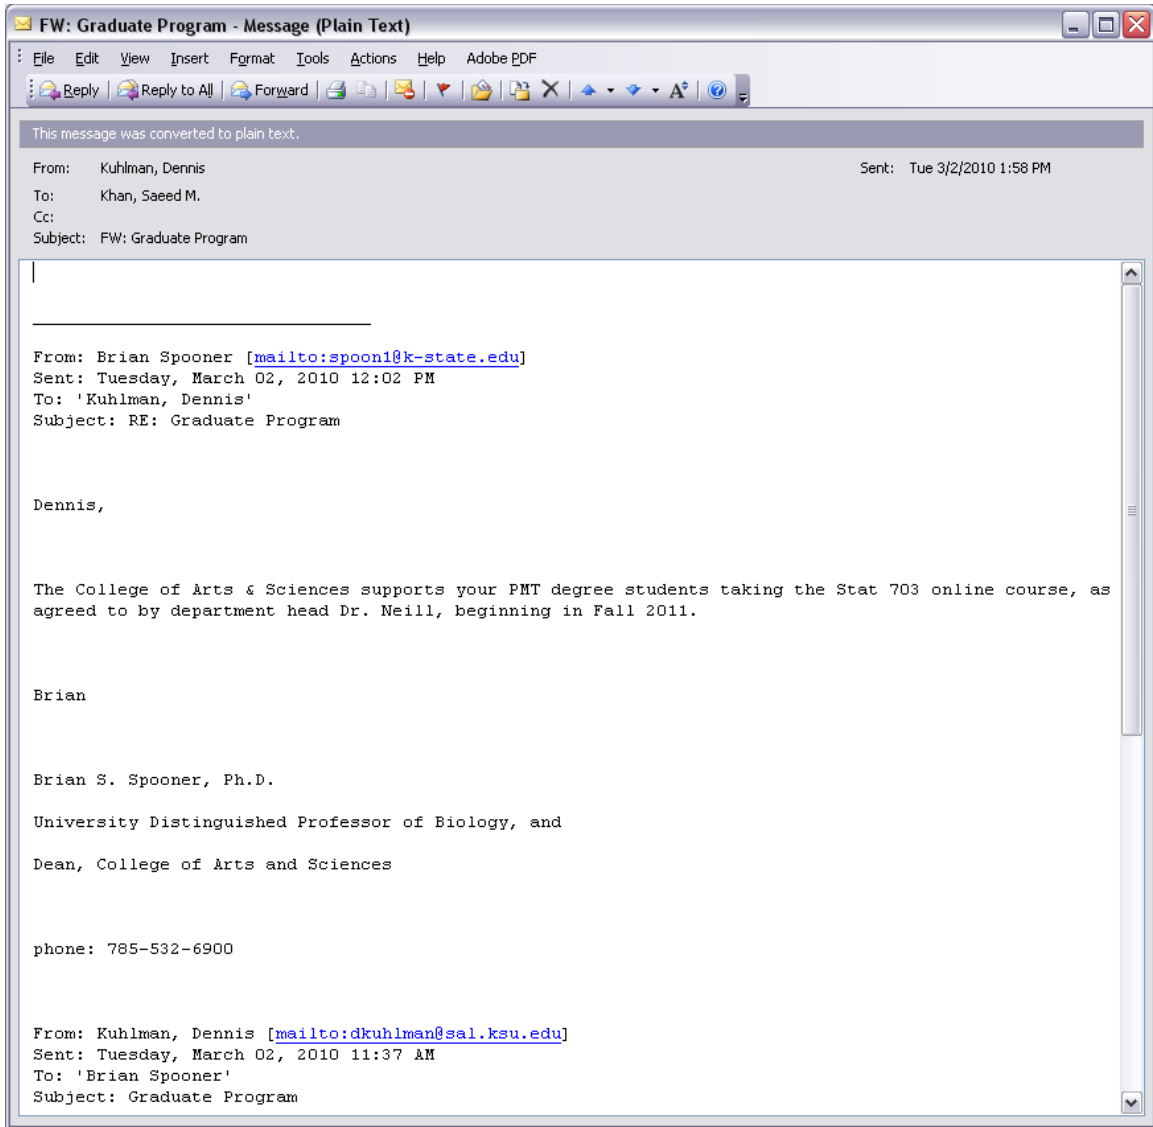 FW: Graduate Program - Message (Plain Text)
File Edit View Insert Format Tools Actions Help Adobe PDF
Reply Reply to All Forward
This message was converted to plain text.
From: Kuhlman, Dennis Sent: Tue 3/2/2010 1:58 PM
To: Khan, Saeed M.
Cc:
Subject: FW: Graduate Program
From: Brian Spooner [mailto:spoon1@k-state.edu]
Sent: Tuesday, March 02, 2010 12:02 PM
To: 'Kuhlman, Dennis'
Subject: RE: Graduate Program
Dennis,
The College of Arts & Sciences supports your PMT degree students taking the Stat 703 online course, as
agreed to by department head Dr. Neill, beginning in Fall 2011.
Brian
Brian S. Spooner, Ph.D.
University Distinguished Professor of Biology, and
Dean, College of Arts and Sciences
phone: 785-532-6900
From: Kuhlman, Dennis [mailto:dkuhlman@sal.ksu.edu]
Sent: Tuesday, March 02, 2010 11:37 AM
To: 'Brian Spooner'
Subject: Graduate Program